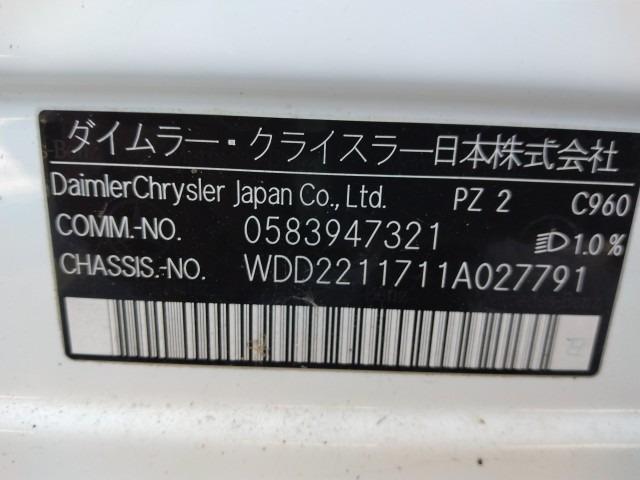 ダイムラー・クライスラー日本株式会社
DaimlerChrysler Japan Co., Ltd. PZ 2 C960
COMM.-NO. 0583947321 1.0%
CHASSIS.-NO. WDD2211711A027791